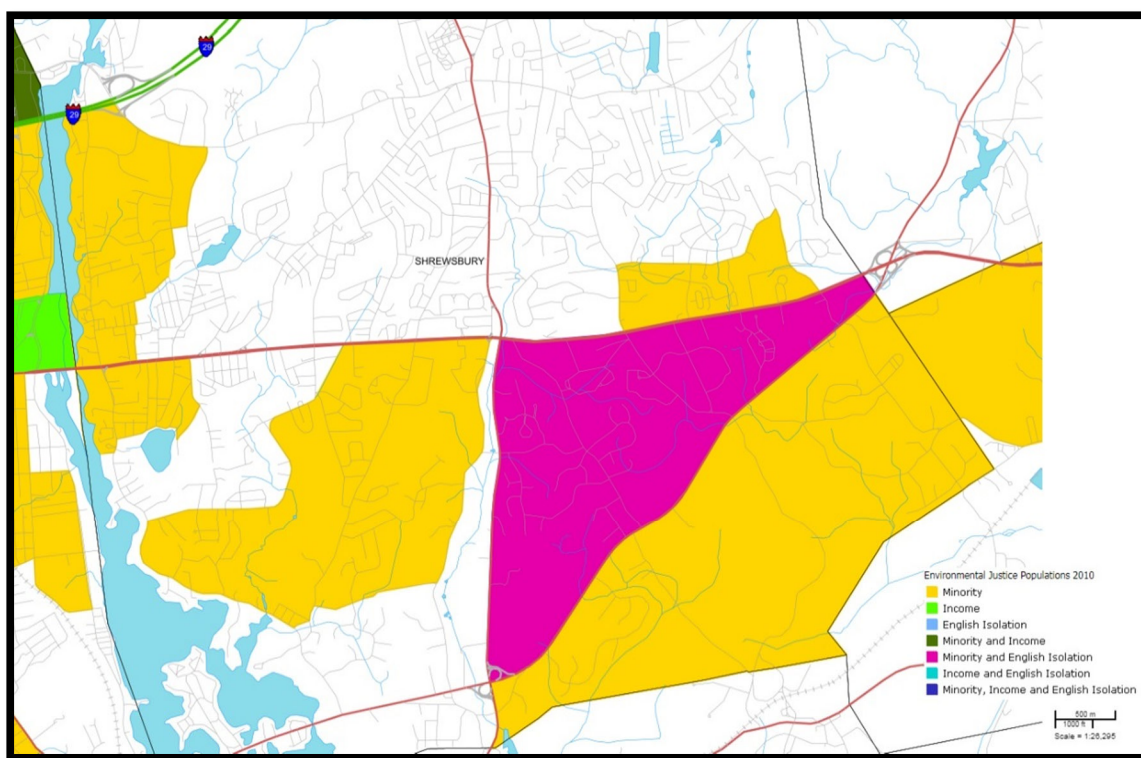 29
29
SHREWSBURY
Environmental Justice Populations 2010
Minority
Income
English Isolation
Minority and Income
Minority and English Isolation
Income and English Isolation
Minority, Income and English Isolation
500 m
1000 ft
Scale = 1:26,295